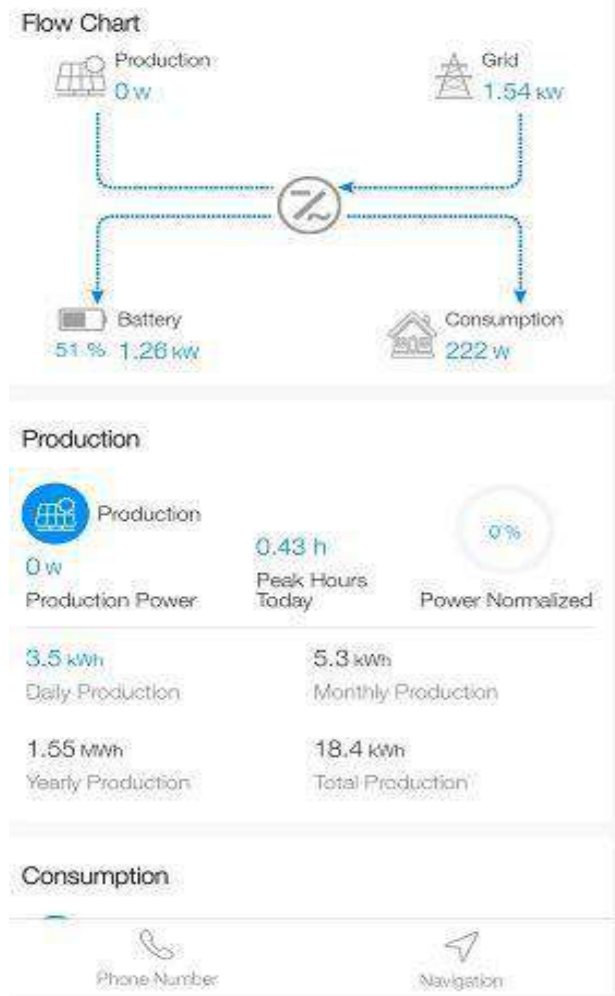 Flow Chart
Production
0 W
Grid
1.54 kW
Battery
51 % 1.26 kW
Consumption
222 W
Production
Production
0 W
Production Power
0.43 h
Peak Hours
Today
0 %
Power Normalized
3.5 kWh
Daily Production
5.3 kWh
Monthly Production
1.55 MWh
Yearly Production
18.4 kWh
Total Production
Consumption
Phone Number
Navigation